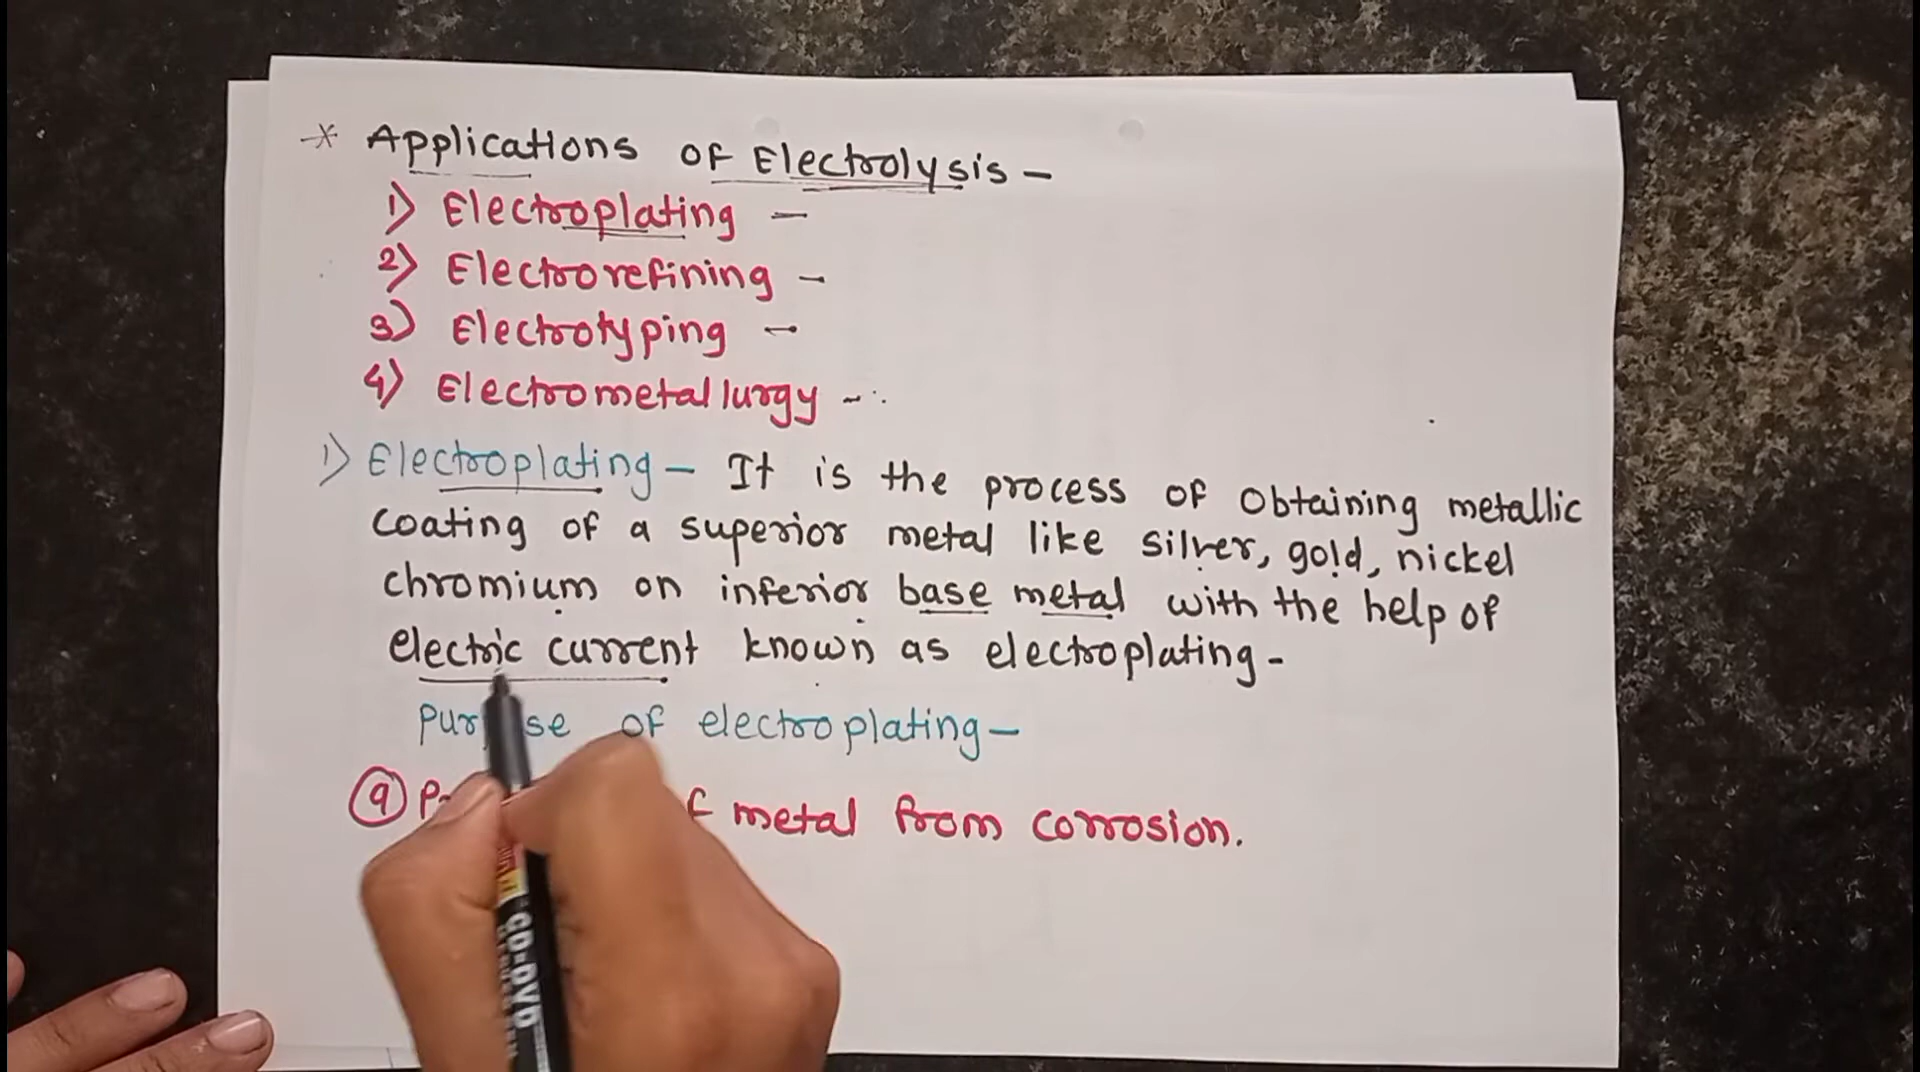 * Applications of Electrolysis -
1) Electroplating -
2) Electrorefining -
3) Electrotyping -
4) Electrometallurgy -
1) Electroplating - It is the process of obtaining metallic
coating of a superior metal like silver, gold, nickel
chromium on inferior base metal with the help of
electric current known as electroplating -
of electroplating -
(a) metal from corrosion.
CD-DVD